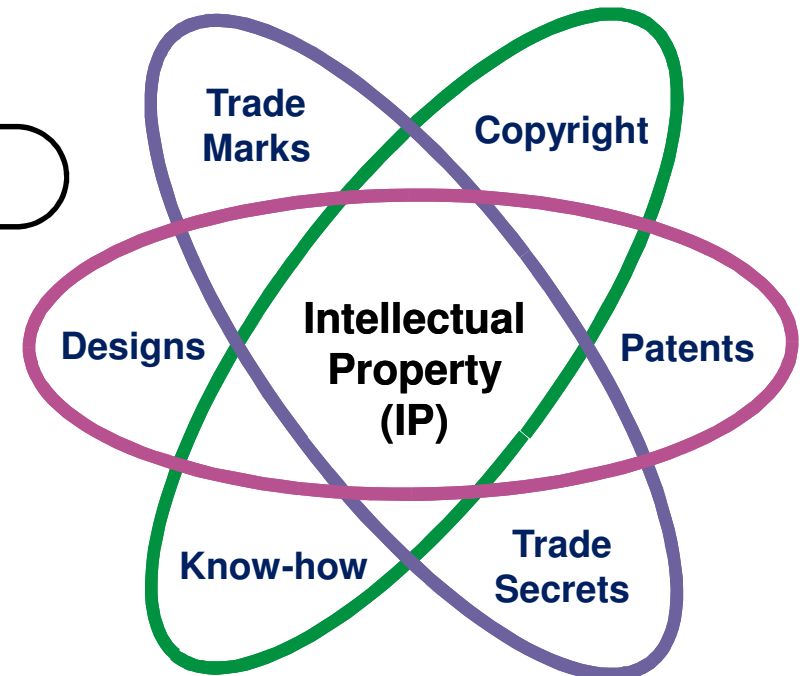 Trade
Marks
Copyright
Designs
Intellectual
Property
(IP)
Patents
Know-how
Trade
Secrets